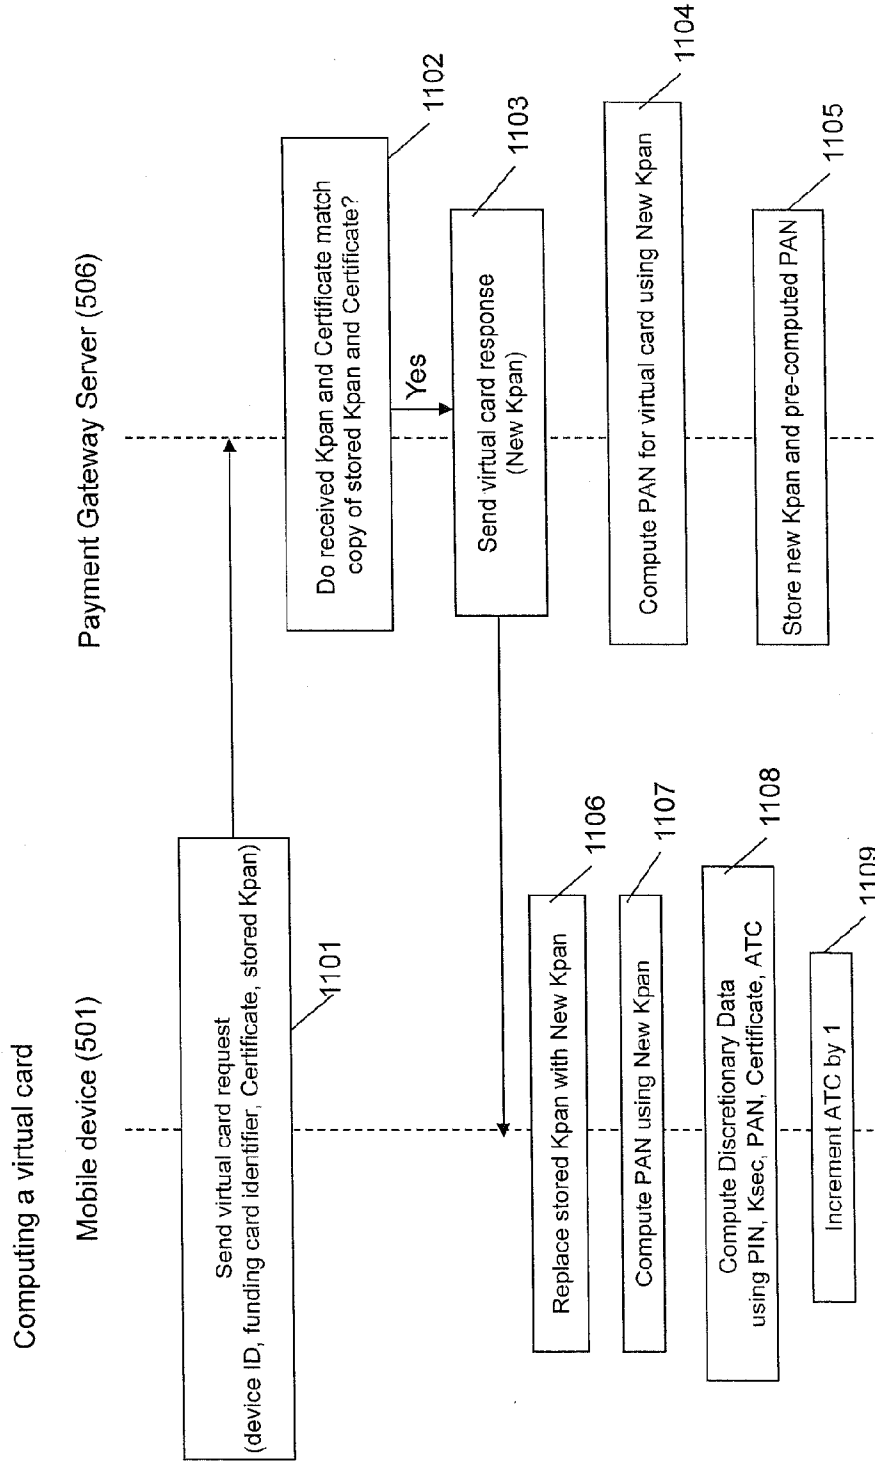 Computing a virtual card
Mobile device (501)
Payment Gateway Server (506)
Send virtual card request
(device ID, funding card identifier, Certificate, stored Kpan)
1101
Do received Kpan and Certificate match
copy of stored Kpan and Certificate?
1102
Yes
Send virtual card response
(New Kpan)
1103
Compute PAN for virtual card using New Kpan
1104
Store new Kpan and pre-computed PAN
1105
Replace stored Kpan with New Kpan
1106
Compute PAN using New Kpan
1107
Compute Discretionary Data
using PIN, Ksec, PAN, Certificate, ATC
1108
Increment ATC by 1
1109